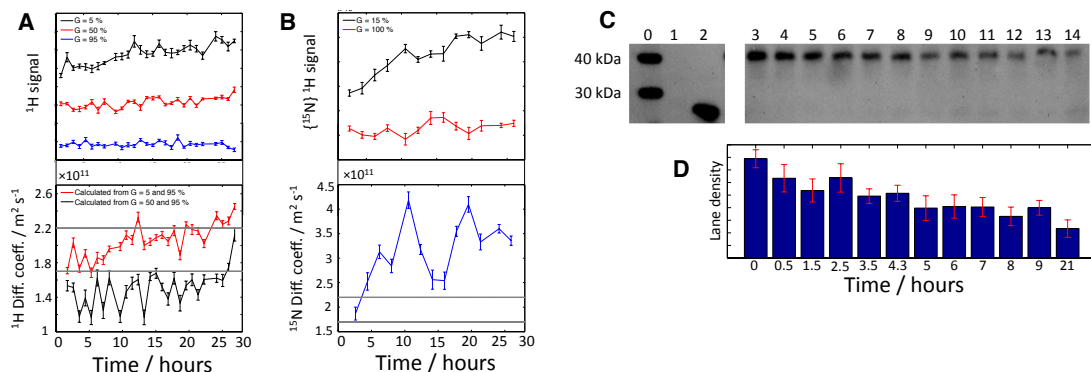 A
G = 5 %
G = 50 %
G = 95 %
¹H signal
5 15
×10¹¹
Calculated from G = 5 and 95 %
Calculated from G = 50 and 95 %
¹H Diff. coeff. / m² s⁻¹
2.6
2.2
1.8
1.4
1
0 5 10 15 20 25 30
Time / hours
B
G = 15 %
G = 100 %
{¹⁵N} ¹H signal
×10¹¹
¹⁵N Diff. coeff. / m² s⁻¹
4.5
4
3.5
3
2.5
2
1.5
0 5 10 15 20 25 30
Time / hours
C
0 1 2 3 4 5 6 7 8 9 10 11 12 13 14
40 kDa
30 kDa
D
Lane density
0 0.5 1.5 2.5 3.5 4.3 5 6 7 8 9 21
Time / hours